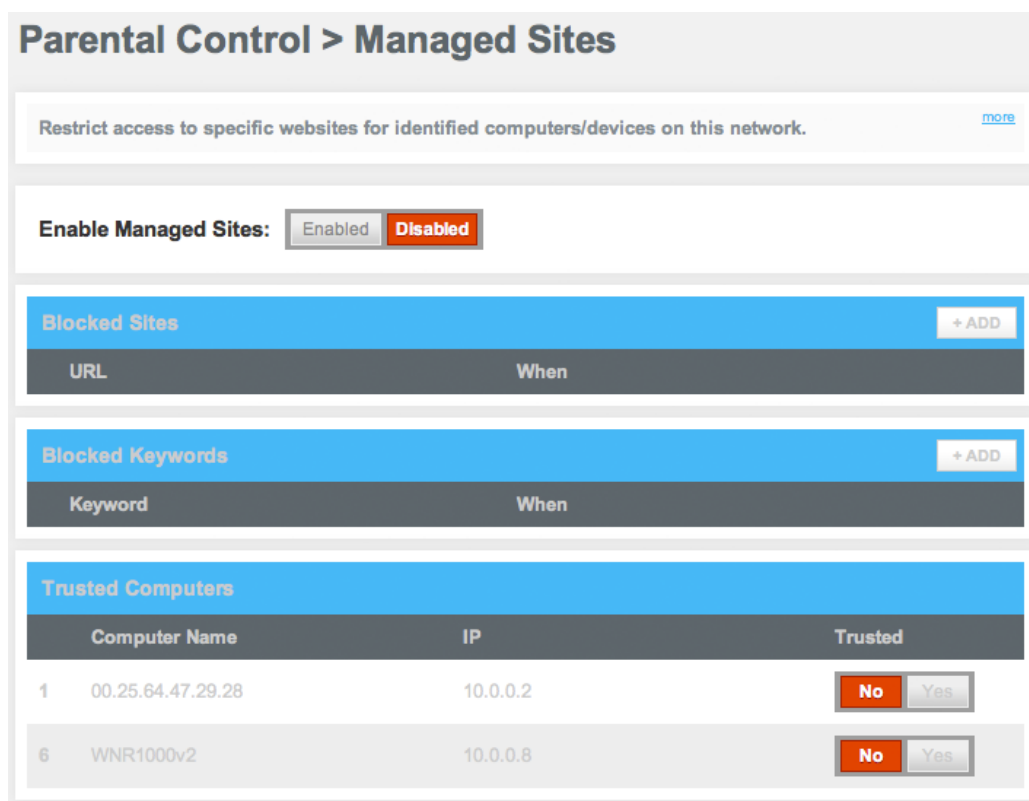 Parental Control > Managed Sites
Restrict access to specific websites for identified computers/devices on this network.
more
Enable Managed Sites: Enabled Disabled
Blocked Sites + ADD
URL When
Blocked Keywords + ADD
Keyword When
Trusted Computers
Computer Name IP Trusted
1 00.25.64.47.29.28 10.0.0.2 No Yes
6 WNR1000v2 10.0.0.8 No Yes